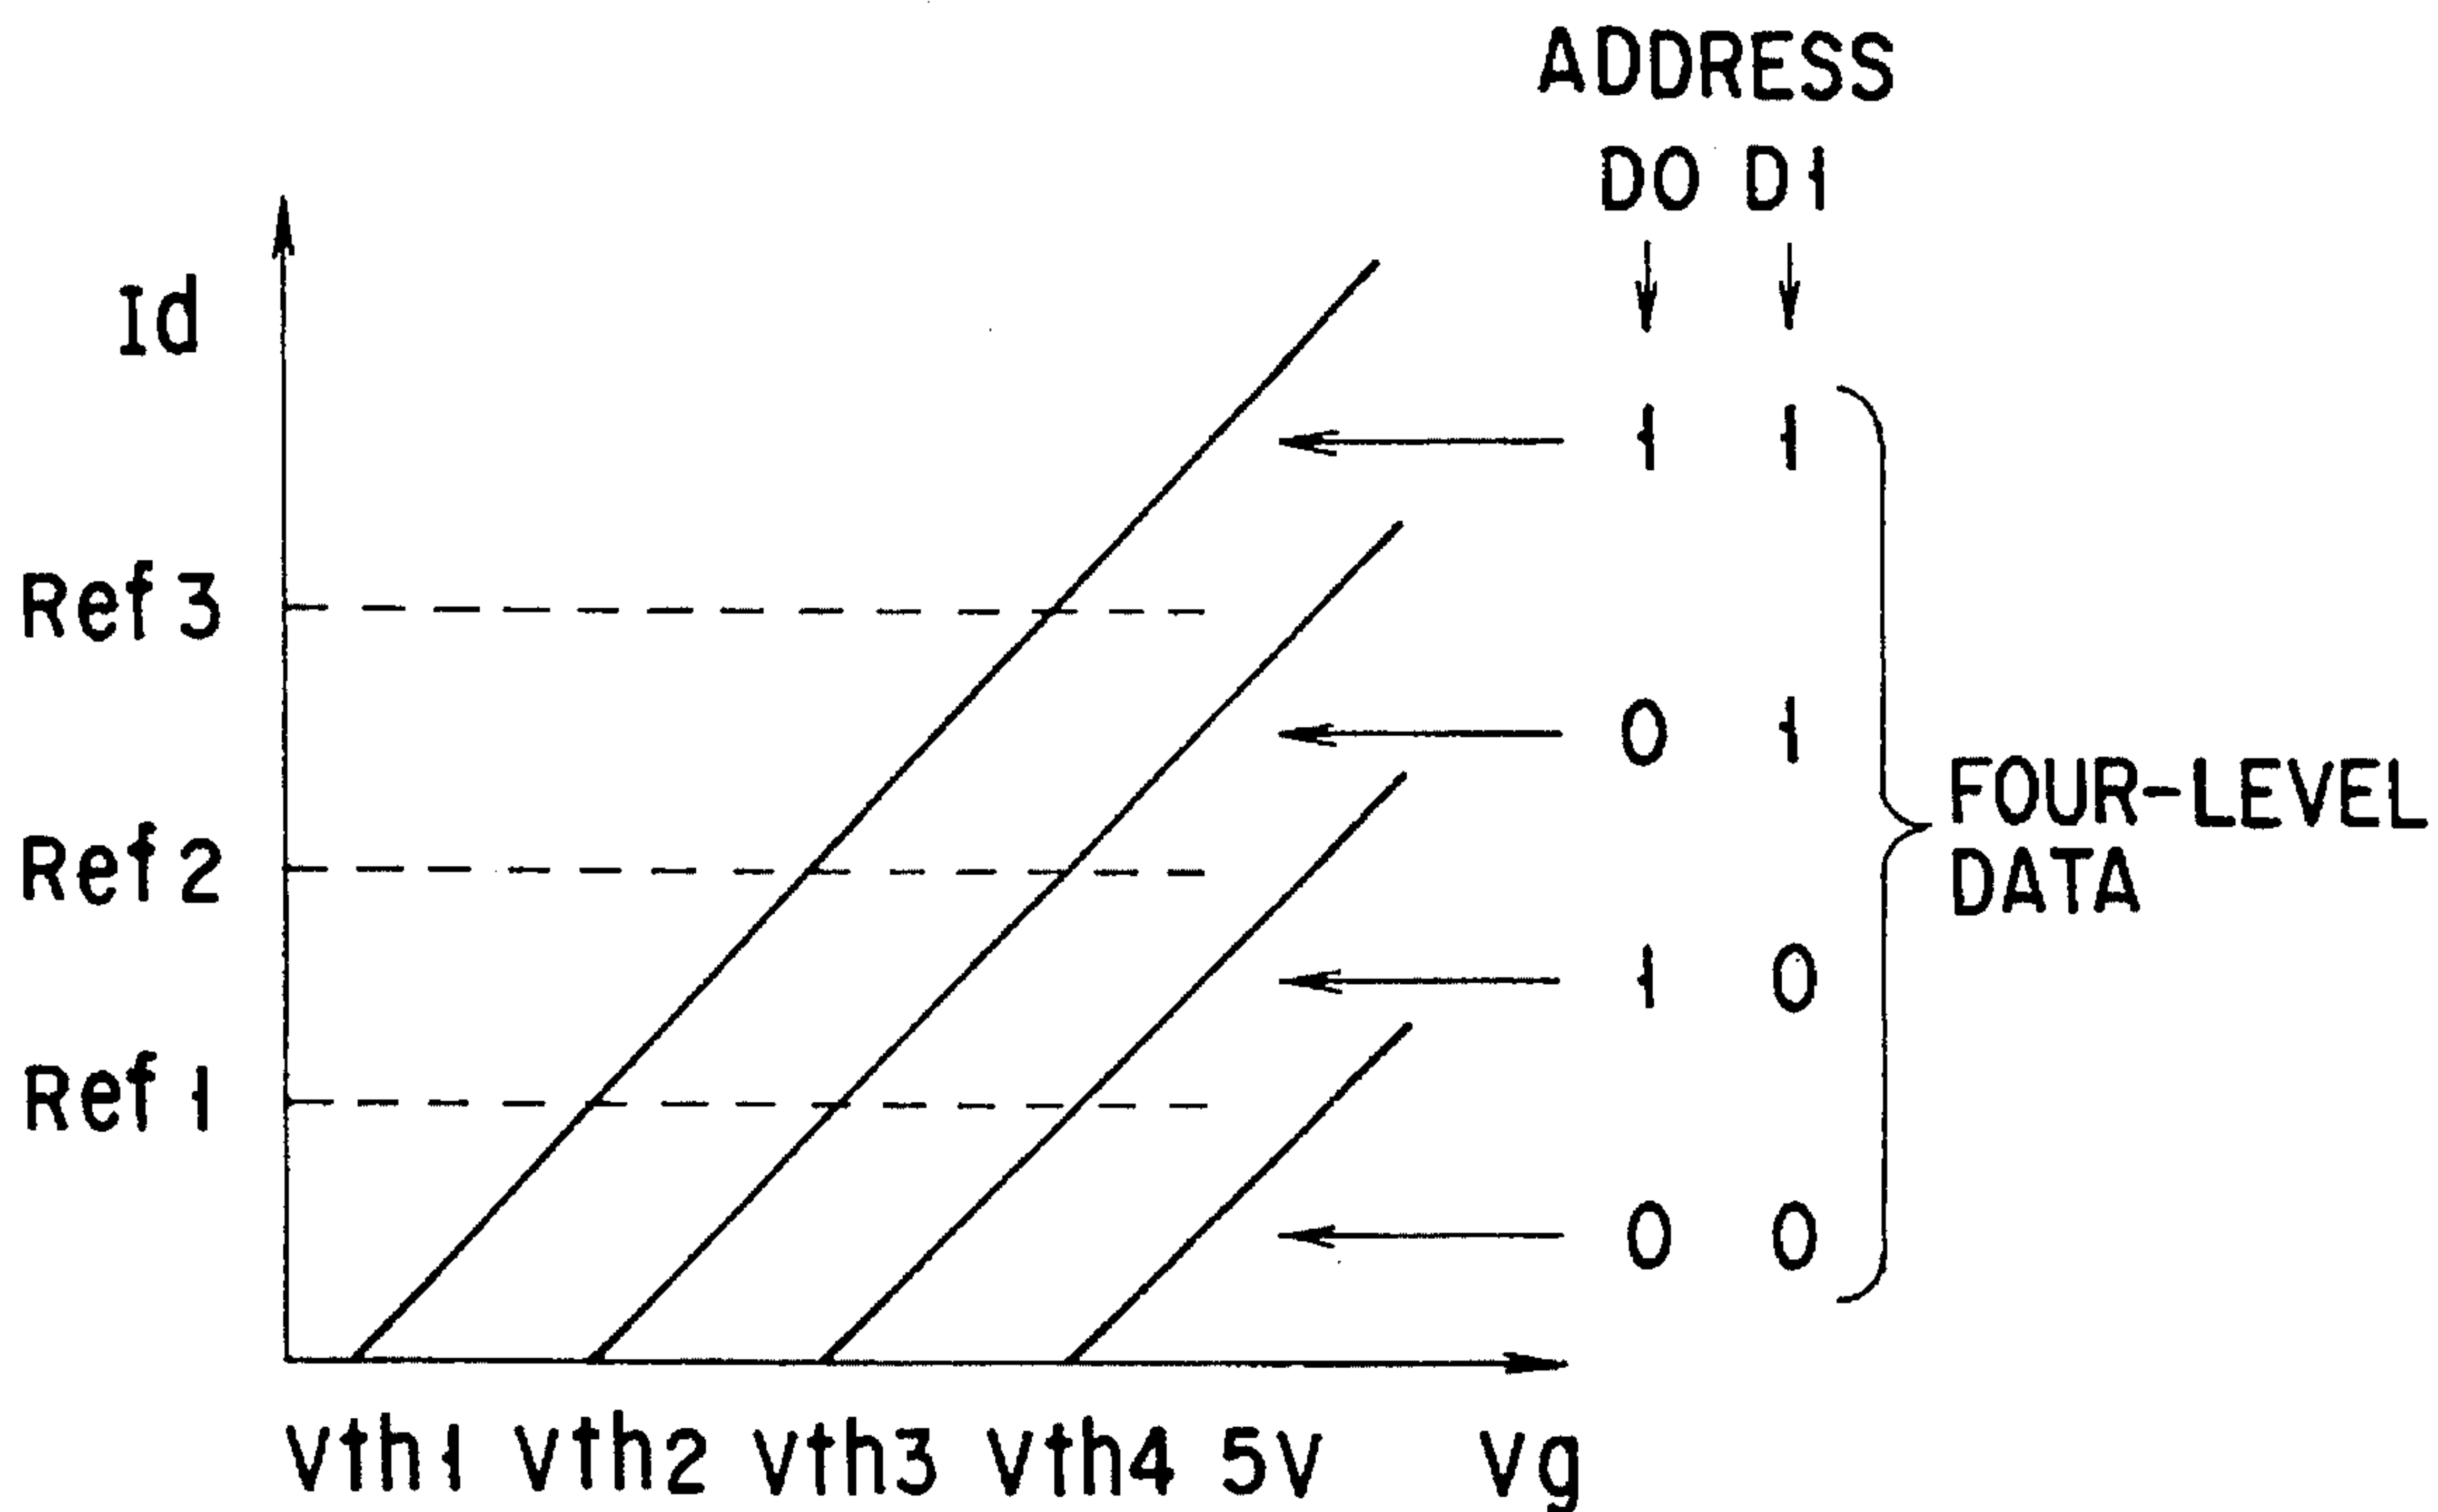 ADDRESS
D0 D1
Id
1 1
Ref 3
0 1
FOUR-LEVEL
DATA
Ref 2
1 0
Ref 1
0 0
Vth1 Vth2 Vth3 Vth4 5V Vg